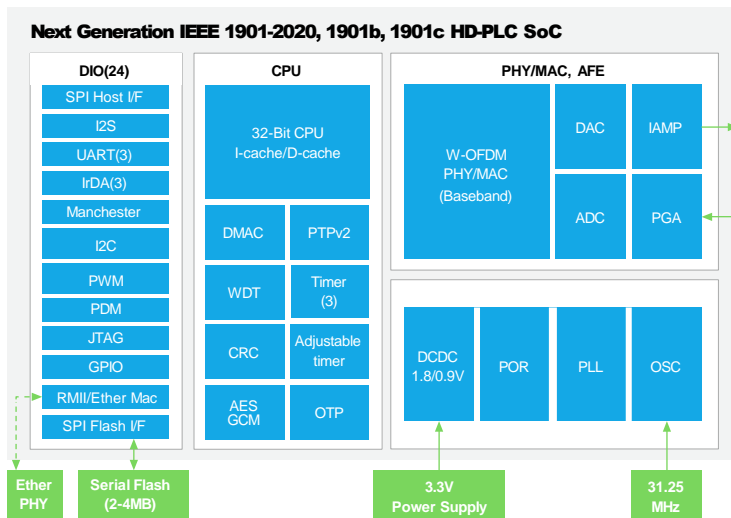 Next Generation IEEE 1901-2020, 1901b, 1901c HD-PLC SoC
DIO(24)
SPI Host I/F
I2S
UART(3)
IrDA(3)
Manchester
I2C
PWM
PDM
JTAG
GPIO
RMII/Ether Mac
SPI Flash I/F
CPU
32-Bit CPU
I-cache/D-cache
DMAC
PTPv2
WDT
Timer
(3)
CRC
Adjustable
timer
AES
GCM
OTP
PHY/MAC, AFE
W-OFDM
PHY/MAC
(Baseband)
DAC
IAMP
ADC
PGA
DCDC
1.8/0.9V
POR
PLL
OSC
Ether
PHY
Serial Flash
(2-4MB)
3.3V
Power Supply
31.25
MHz